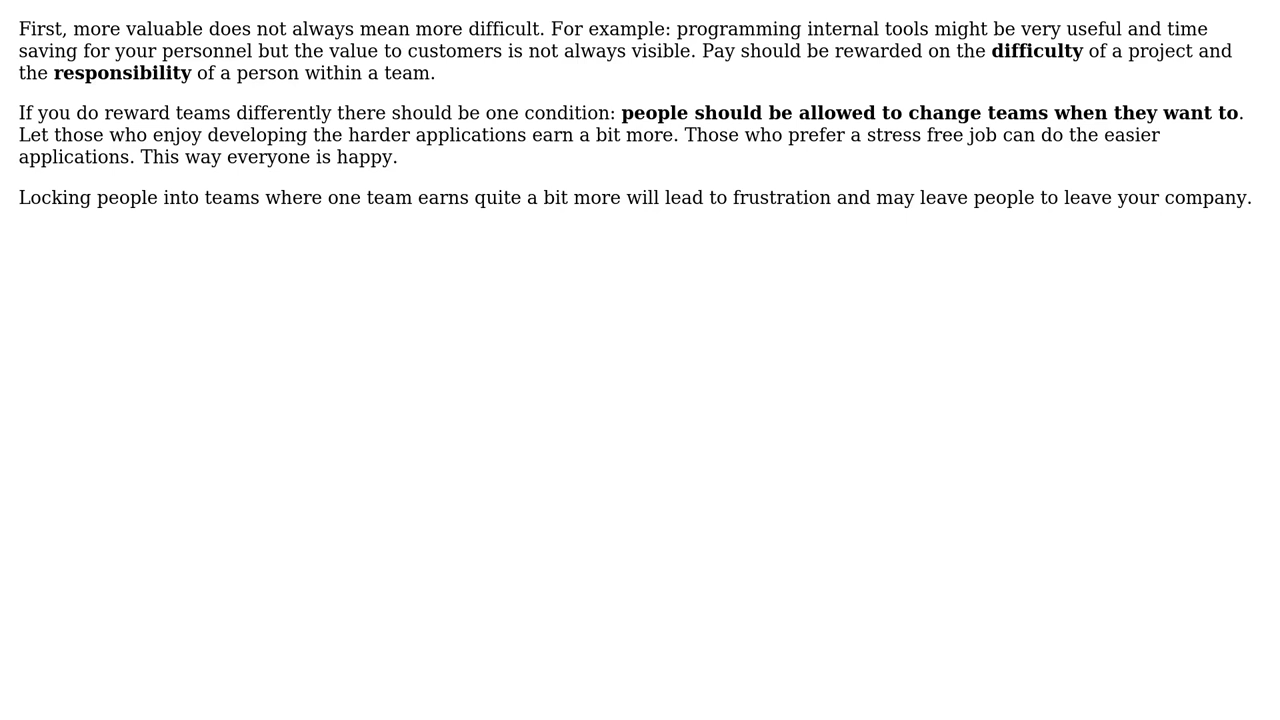 First, more valuable does not always mean more difficult. For example: programming internal tools might be very useful and time
saving for your personnel but the value to customers is not always visible. Pay should be rewarded on the difficulty of a project and
the responsibility of a person within a team.
If you do reward teams differently there should be one condition: people should be allowed to change teams when they want to.
Let those who enjoy developing the harder applications earn a bit more. Those who prefer a stress free job can do the easier
applications. This way everyone is happy.
Locking people into teams where one team earns quite a bit more will lead to frustration and may leave people to leave your company.